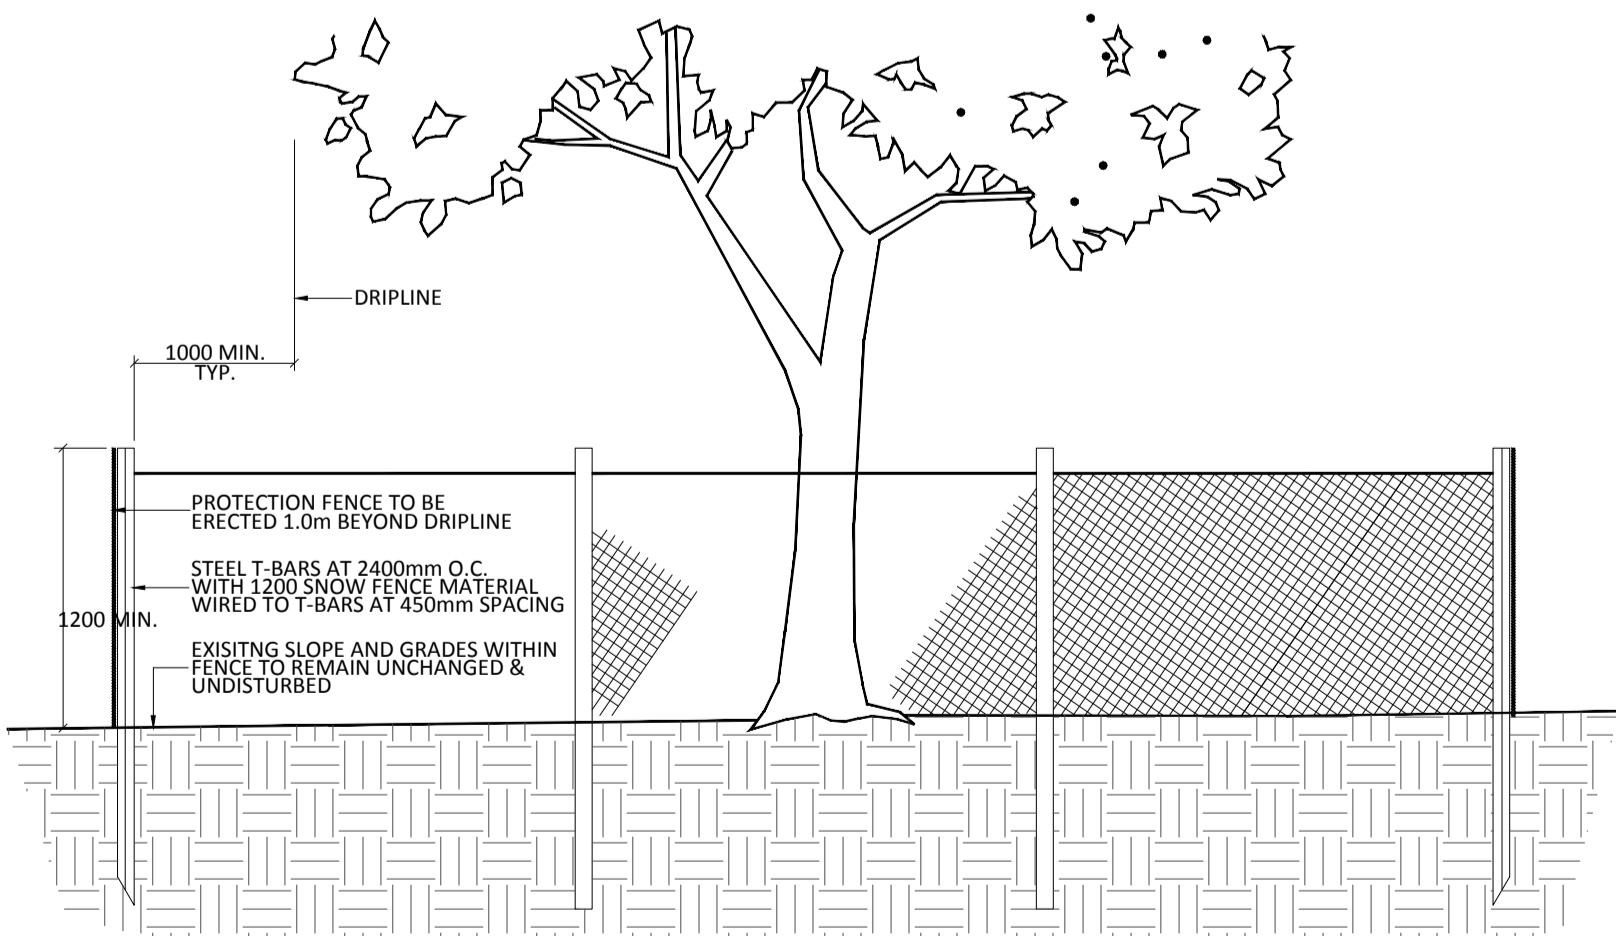 DRIPLINE
1000 MIN.
TYP.
PROTECTION FENCE TO BE
ERECTED 1.0m BEYOND DRIPLINE
STEEL T-BARS AT 2400mm O.C.
WITH 1200 SNOW FENCE MATERIAL
WIRED TO T-BARS AT 450mm SPACING
1200 MIN.
EXISITNG SLOPE AND GRADES WITHIN
FENCE TO REMAIN UNCHANGED &
UNDISTURBED